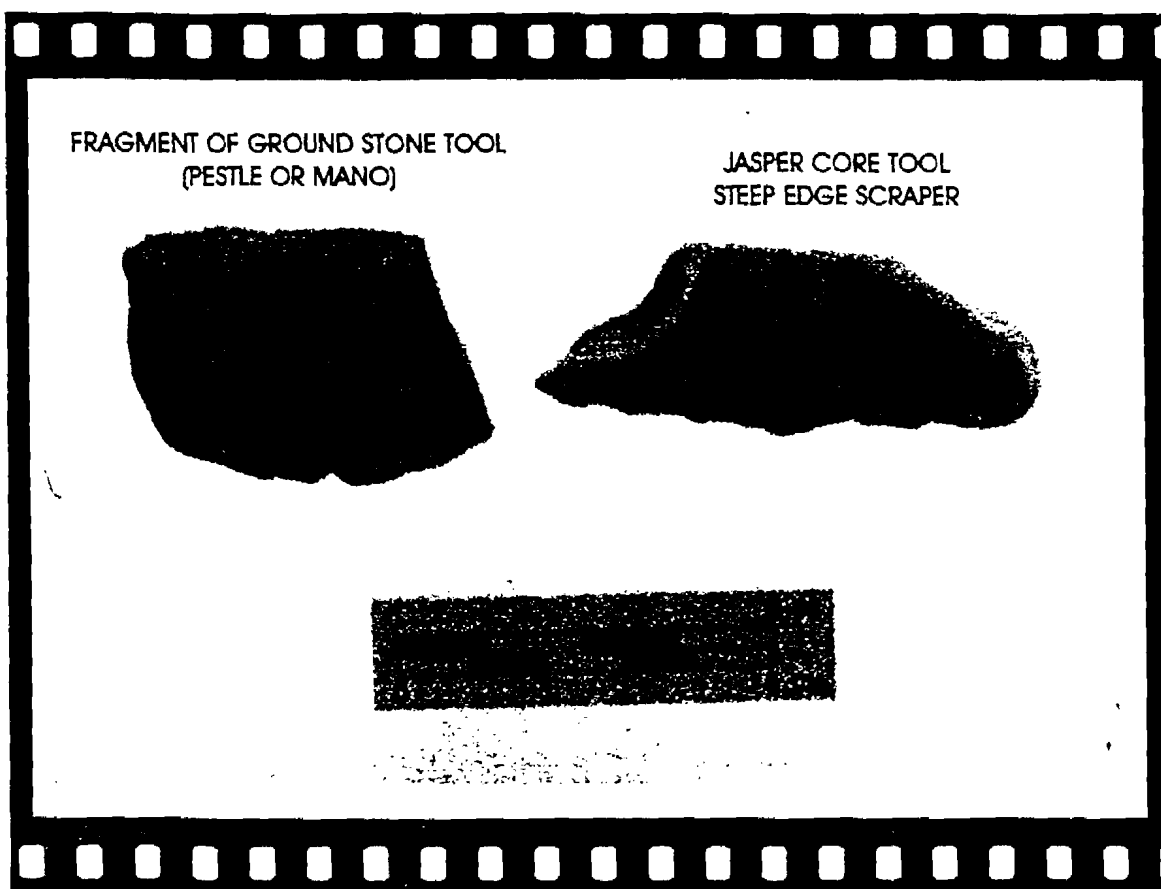 FRAGMENT OF GROUND STONE TOOL
(PESTLE OR MANO)
JASPER CORE TOOL
STEEP EDGE SCRAPER